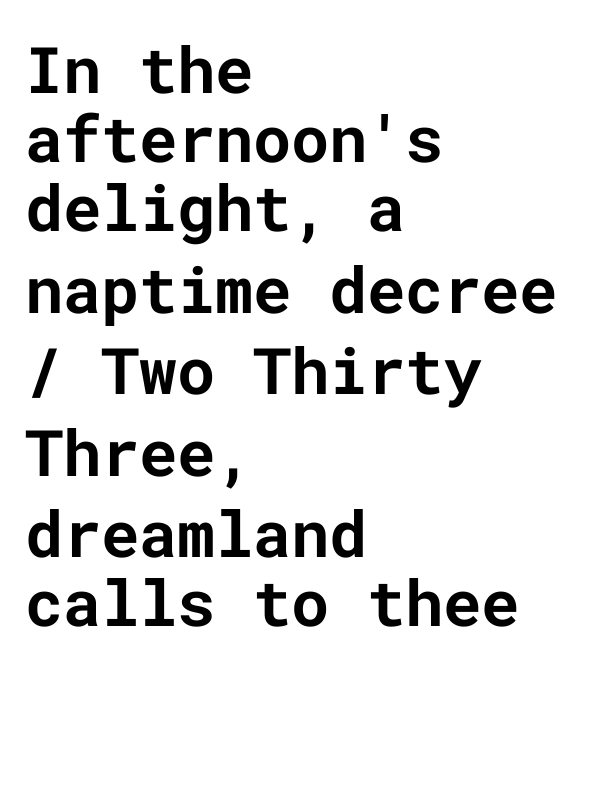 In the
afternoon's
delight, a
naptime decree
/ Two Thirty
Three,
dreamland
calls to thee